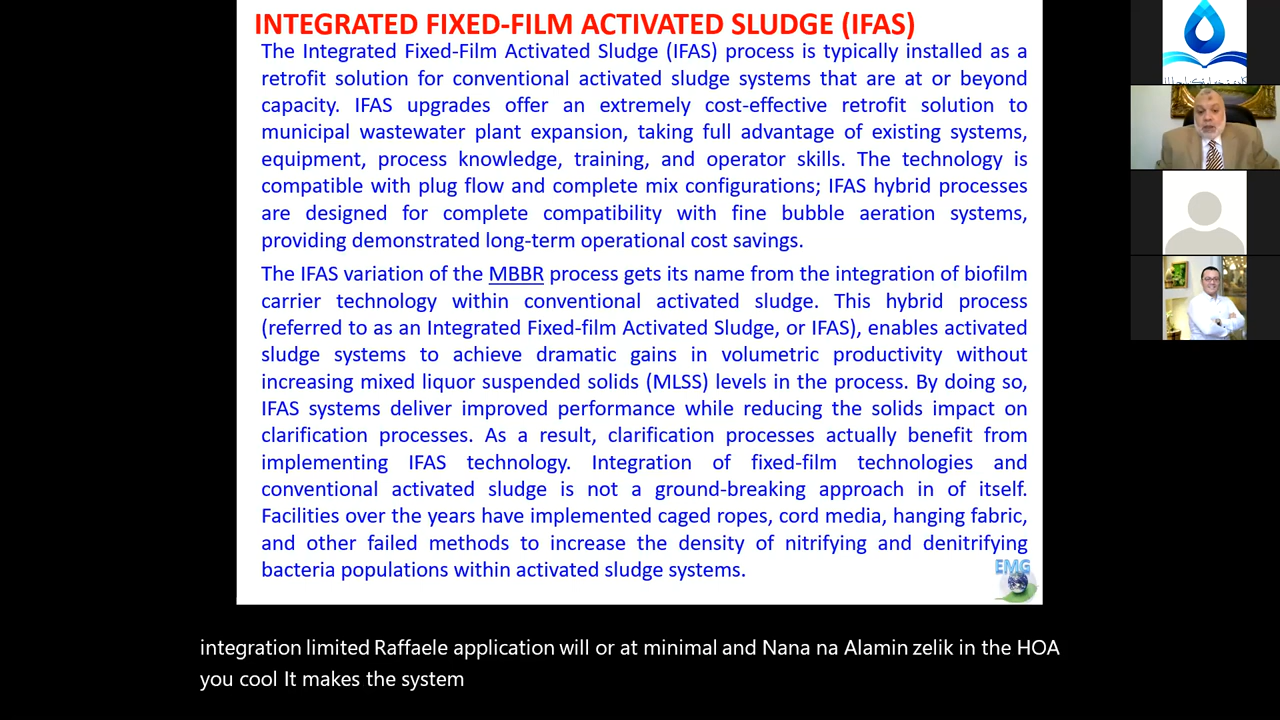 INTEGRATED FIXED-FILM ACTIVATED SLUDGE (IFAS)
The Integrated Fixed-Film Activated Sludge (IFAS) process is typically installed as a
retrofit solution for conventional activated sludge systems that are at or beyond
capacity. IFAS upgrades offer an extremely cost-effective retrofit solution to
municipal wastewater plant expansion, taking full advantage of existing systems,
equipment, process knowledge, training, and operator skills. The technology is
compatible with plug flow and complete mix configurations; IFAS hybrid processes
are designed for complete compatibility with fine bubble aeration systems,
providing demonstrated long-term operational cost savings.
The IFAS variation of the MBBR process gets its name from the integration of biofilm
carrier technology within conventional activated sludge. This hybrid process
(referred to as an Integrated Fixed-film Activated Sludge, or IFAS), enables activated
sludge systems to achieve dramatic gains in volumetric productivity without
increasing mixed liquor suspended solids (MLSS) levels in the process. By doing so,
IFAS systems deliver improved performance while reducing the solids impact on
clarification processes. As a result, clarification processes actually benefit from
implementing IFAS technology. Integration of fixed-film technologies and
conventional activated sludge is not a ground-breaking approach in of itself.
Facilities over the years have implemented caged ropes, cord media, hanging fabric,
and other failed methods to increase the density of nitrifying and denitrifying
bacteria populations within activated sludge systems.
EMG
integration limited Raffaele application will or at minimal and Nana na Alamin zelik in the HOA
you cool It makes the system